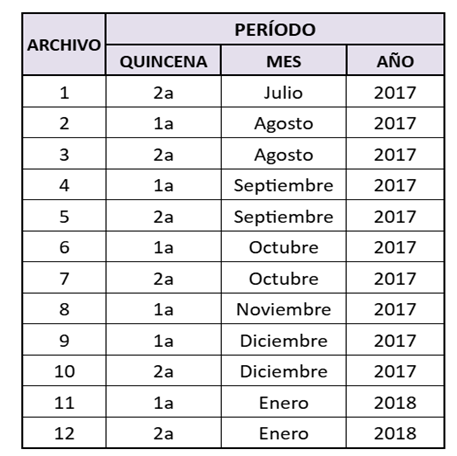 ARCHIVO PERÍODO
QUINCENA MES AÑO
1 2a Julio 2017
2 1a Agosto 2017
3 2a Agosto 2017
4 1a Septiembre 2017
5 2a Septiembre 2017
6 1a Octubre 2017
7 2a Octubre 2017
8 1a Noviembre 2017
9 1a Diciembre 2017
10 2a Diciembre 2017
11 1a Enero 2018
12 2a Enero 2018